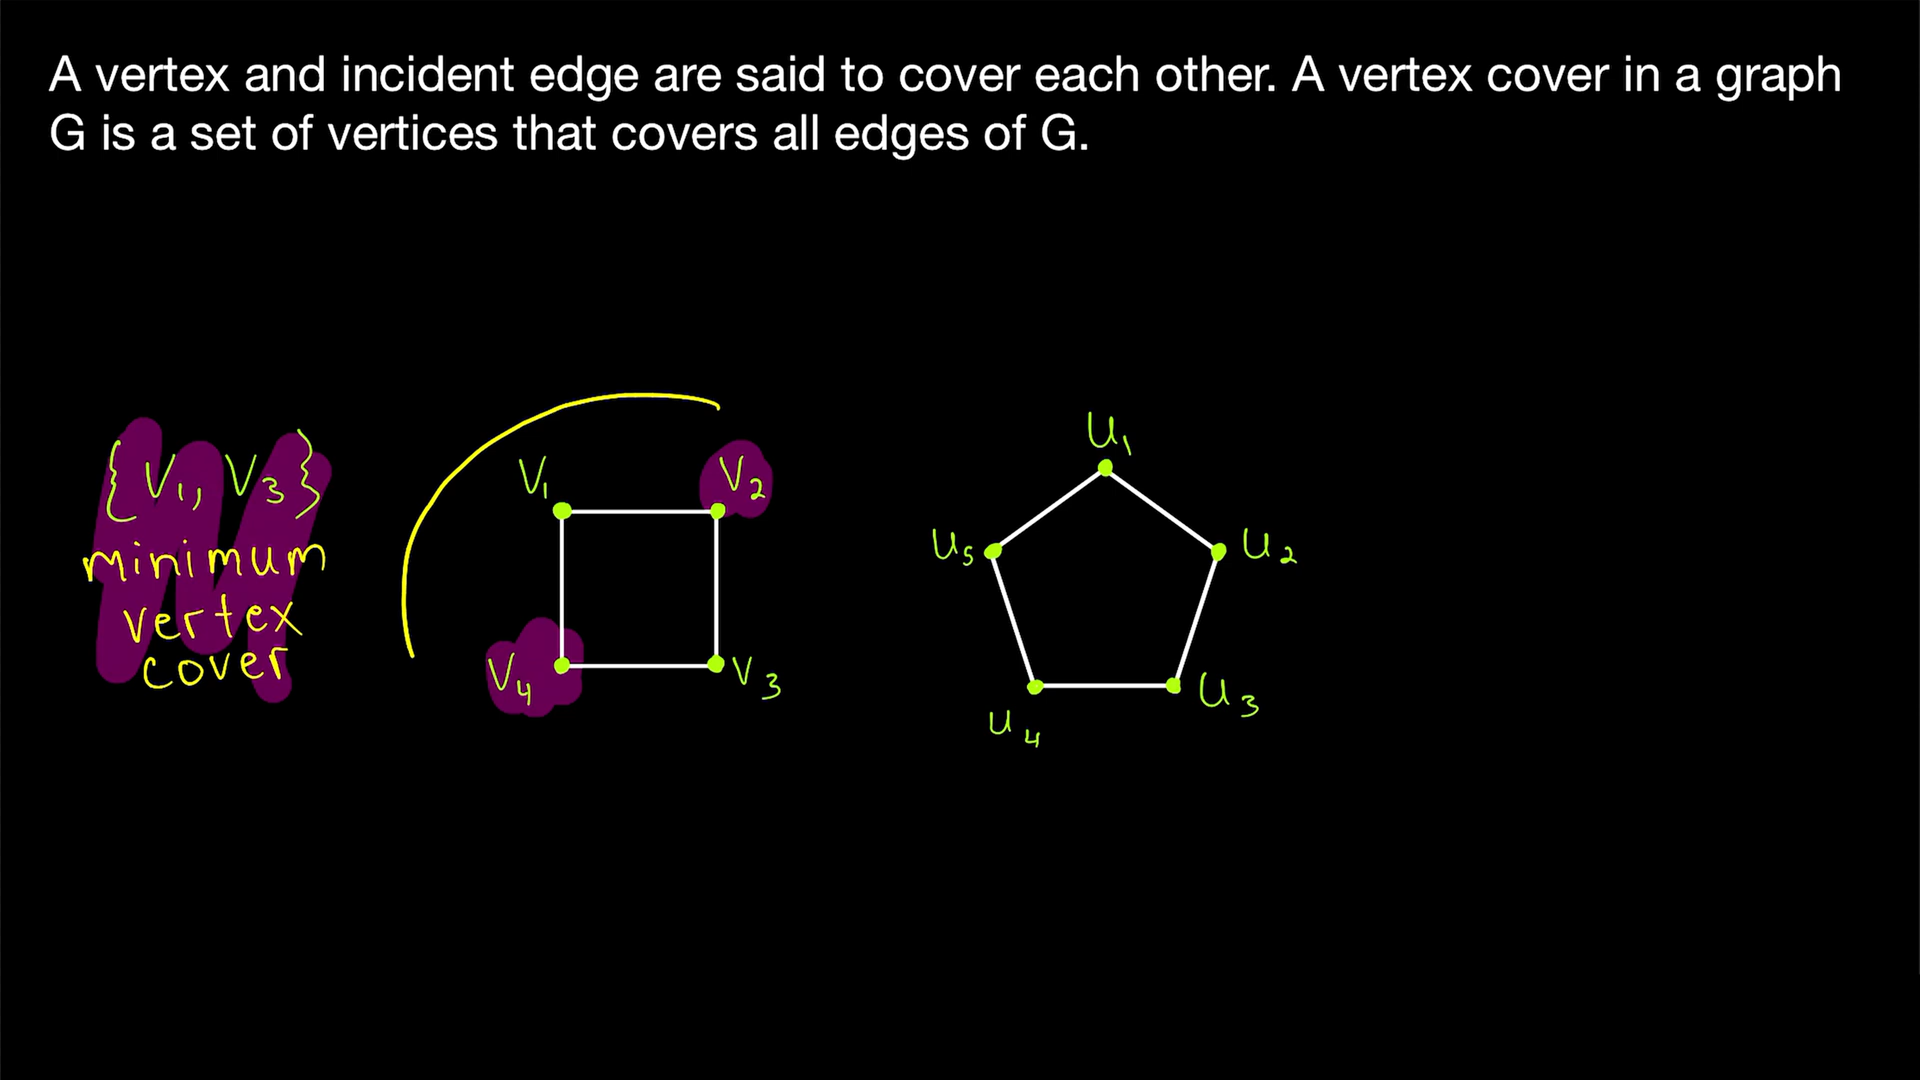 A vertex and incident edge are said to cover each other. A vertex cover in a graph
G is a set of vertices that covers all edges of G.
{V₁, V₃}
minimum
vertex
cover
V₁
V₂
V₄
V₃
U₁
U₅
U₂
U₃
U₄